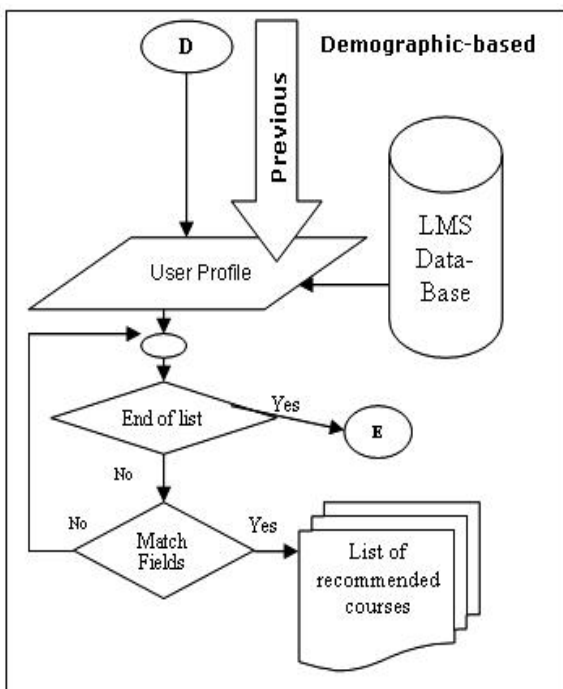 D
Demographic-based
Previous
LMS
Data-
Base
User Profile
End of list
Yes
E
No
No
Match
Fields
Yes
List of
recommended
courses